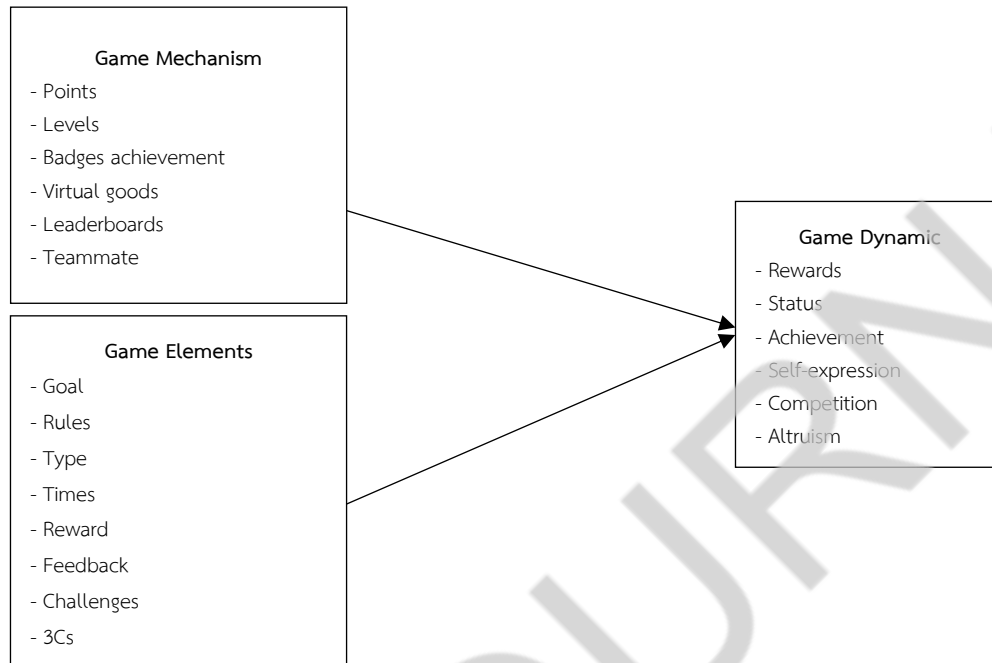 Game Mechanism
- Points
- Levels
- Badges achievement
- Virtual goods
- Leaderboards
- Teammate
Game Elements
- Goal
- Rules
- Type
- Times
- Reward
- Feedback
- Challenges
- 3Cs
Game Dynamic
- Rewards
- Status
- Achievement
- Self-expression
- Competition
- Altruism